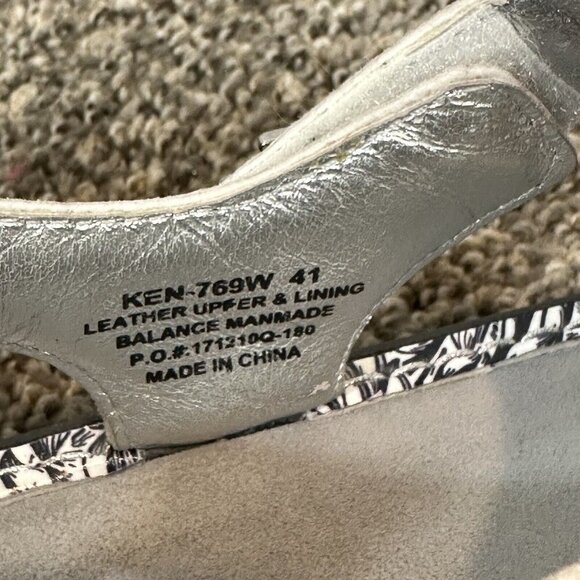 KEN-769W 41
LEATHER UPPER & LINING
BALANCE MANMADE
P.O.#:171210Q-180
MADE IN CHINA